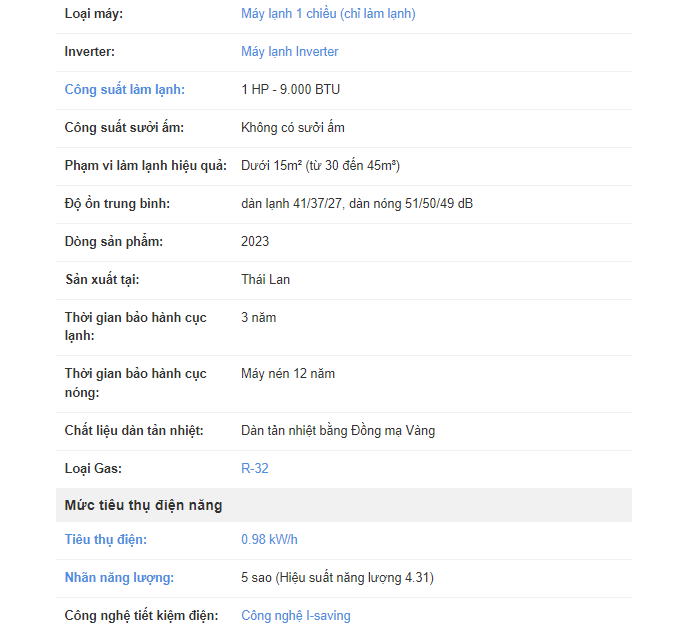 Loại máy: Máy lạnh 1 chiều (chỉ làm lạnh)
Inverter: Máy lạnh Inverter
Công suất làm lạnh: 1 HP - 9.000 BTU
Công suất sưởi ấm: Không có sưởi ấm
Phạm vi làm lạnh hiệu quả: Dưới 15m² (từ 30 đến 45m³)
Độ ồn trung bình: dàn lạnh 41/37/27, dàn nóng 51/50/49 dB
Dòng sản phẩm: 2023
Sản xuất tại: Thái Lan
Thời gian bảo hành cục 3 năm
lạnh:
Thời gian bảo hành cục Máy nén 12 năm
nóng:
Chất liệu dàn tản nhiệt: Dàn tản nhiệt bằng Đồng mạ Vàng
Loại Gas: R-32
Mức tiêu thụ điện năng
Tiêu thụ điện: 0.98 kW/h
Nhãn năng lượng: 5 sao (Hiệu suất năng lượng 4.31)
Công nghệ tiết kiệm điện: Công nghệ I-saving